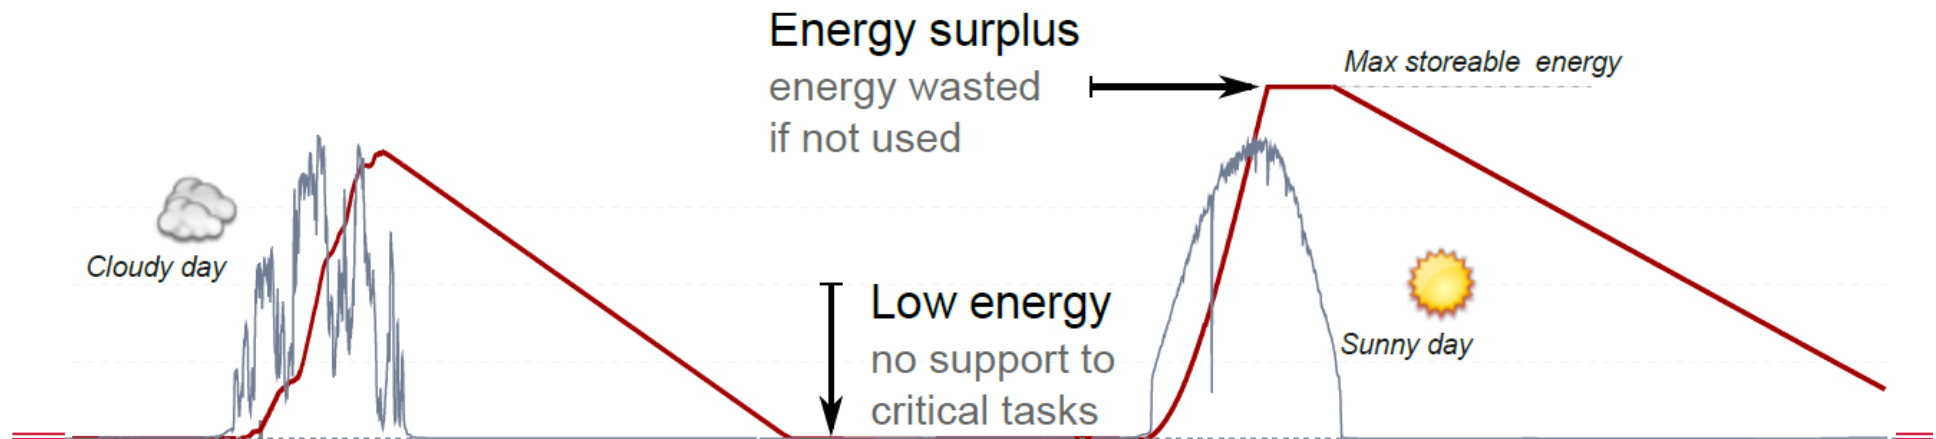 Energy surplus
energy wasted
if not used
Max storeable energy
Cloudy day
Low energy
no support to
critical tasks
Sunny day